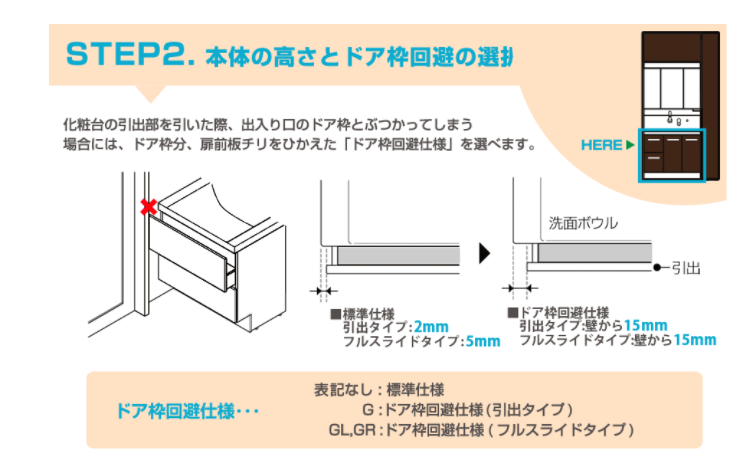 STEP2. 本体の高さとドア枠回避の選
化粧台の引出部を引いた際、出入り口のドア枠とぶつかってしまう
場合には、ドア枠分、扉前板チリをひかえた「ドア枠回避仕様」を選べます。
HERE▶
洗面ボウル
引出
■標準仕様
引出タイプ:2mm
フルスライドタイプ:5mm
■ドア枠回避仕様
引出タイプ:壁から15mm
フルスライドタイプ:壁から15mm
ドア枠回避仕様･･･
表記なし:標準仕様
G:ドア枠回避仕様(引出タイプ)
GL,GR:ドア枠回避仕様(フルスライドタイプ)